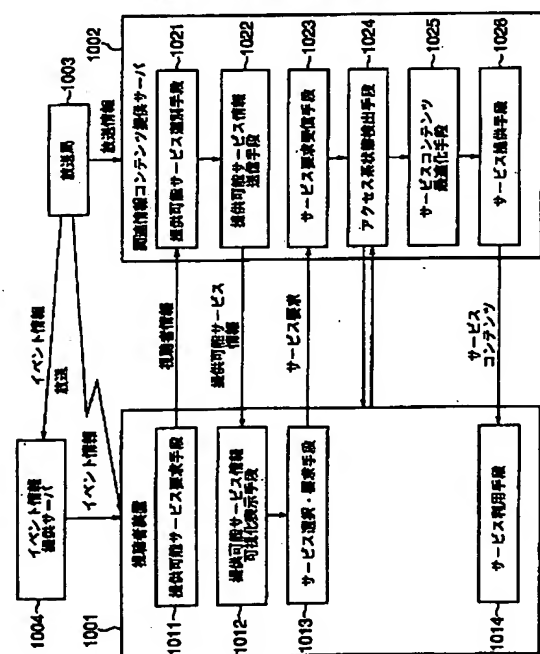 1004
イベント情報
提供サーバ
イベント情報
イベント情報
放送
放送局
1003
放送情報
1001
視聴者装置
1002
関連情報コンテンツ提供サーバ
1011
提供可能サービス要求手段
視聴者情報
提供可能サービス選別手段
1021
1012
提供可能サービス情報
可視化表示手段
提供可能サービス
情報
提供可能サービス情報
送信手段
1022
1013
サービス選択・要求手段
サービス要求
サービス要求受信手段
1023
アクセス系状態検出手段
1024
サービスコンテンツ
最適化手段
1025
1014
サービス利用手段
サービス
コンテンツ
サービス提供手段
1026